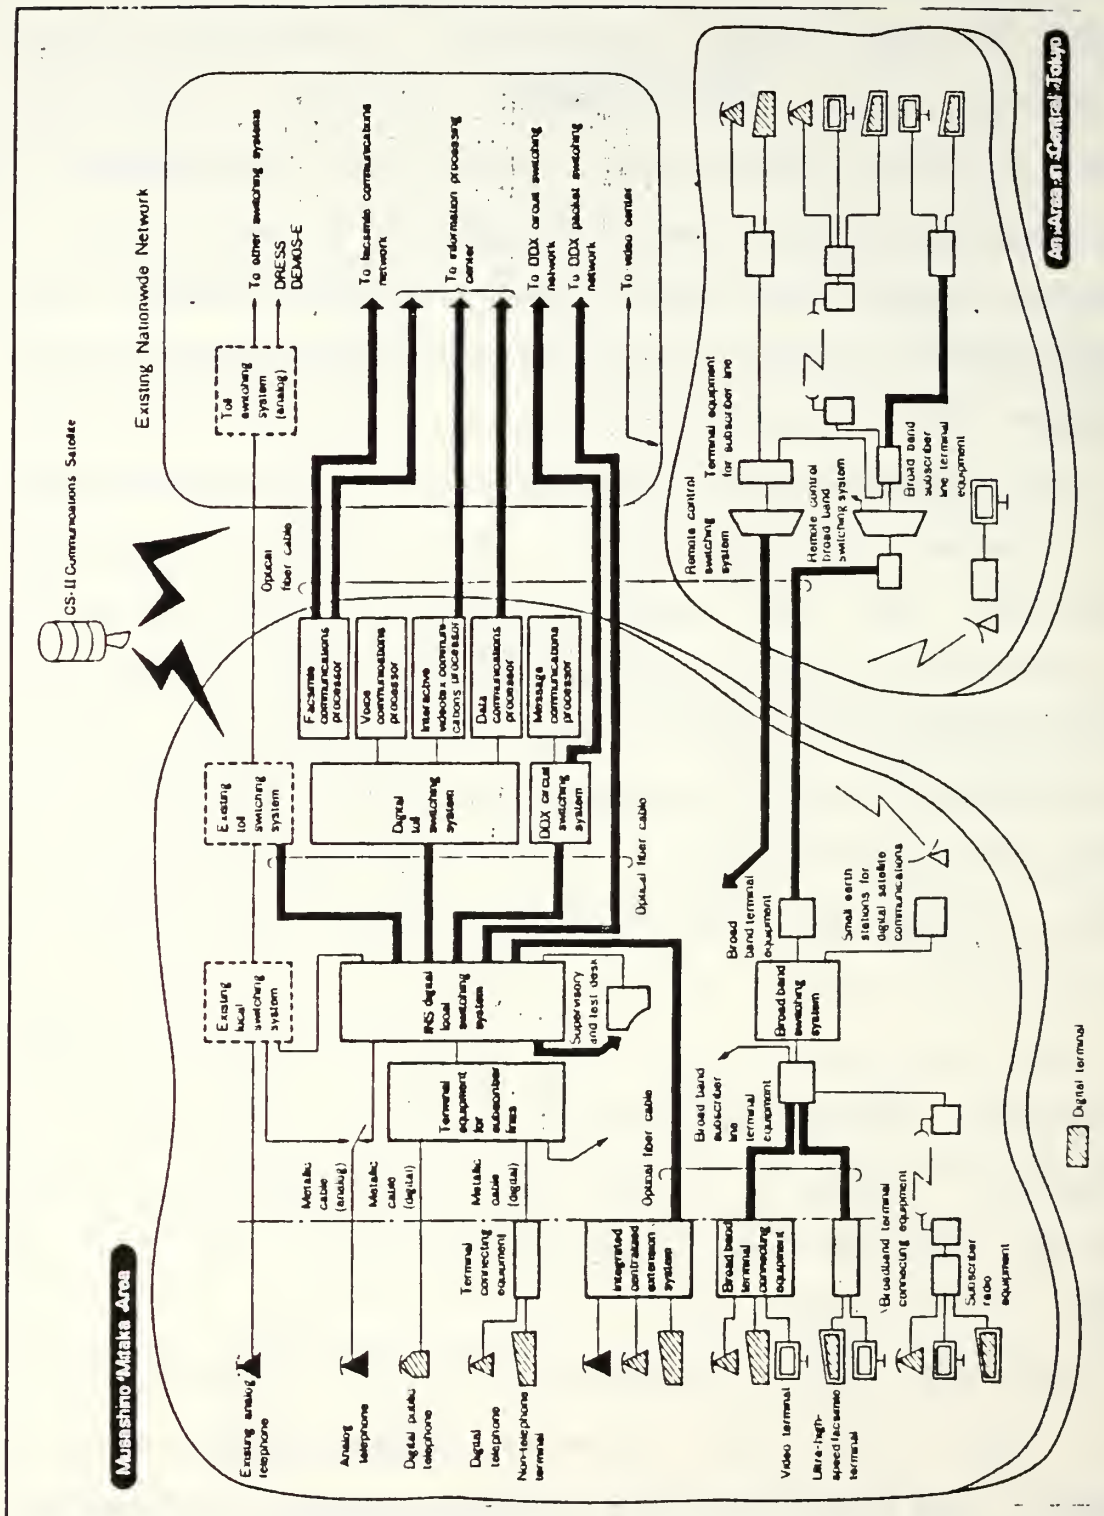 Musashino Mitaka Area
CS-II Communications Satellite
Existing Nationwide Network
An Area in Central Tokyo
Existing analog
telephone
Analog
telephone
Digital public
telephone
Digital
telephone
Non-telephone
terminal
Video terminal
Ultra-high-
speed facsimile
terminal
Metallic
cable
(analog)
Metallic
cable
(digital)
Metallic
cable
(digital)
Terminal
connecting
equipment
Integrated
centralized
extension
system
Broad band
terminal
connecting
equipment
Broadband terminal
connecting equipment
Subscriber
radio
equipment
Optical fiber cable
Terminal
equipment
for
subscriber
lines
Broad band
subscriber
line
terminal
equipment
Existing
local
switching
system
INS digital
local
switching
system
Supervisory
and test desk
Broad band
switching
system
Broad
band terminal
equipment
Small earth
stations for
digital satellite
communications
Optical fiber cable
Existing
toll
switching
system
Digital
toll
switching
system
DDX circuit
switching
system
Facsimile
communications
processor
Voice
communications
processor
Interactive
videotex communi-
cations processor
Data
communications
processor
Message
communications
processor
Optical
fiber cable
Toll
switching
system
(analog)
To other switching systems
DRESS
DEMOS-E
To facsimile communications
network
To information processing
center
To DDX circuit switching
network
To DDX packet switching
network
To video center
Remote control
switching
system
Terminal equipment
for subscriber line
Remote control
broad band
switching system
Broad band
subscriber
line terminal
equipment
Digital terminal